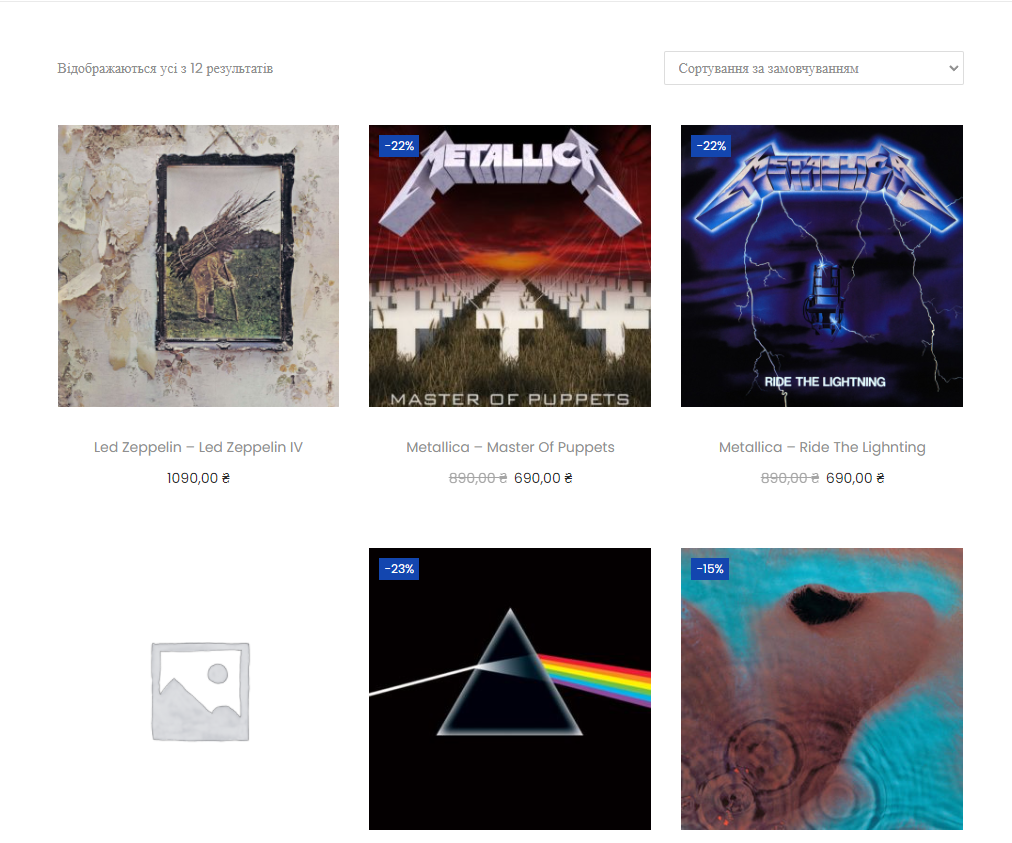 Відображаються усі з 12 результатів
Сортування за замовчуванням
-22%
METALLICA
MASTER OF PUPPETS
-22%
METALLICA
RIDE THE LIGHTNING
Led Zeppelin – Led Zeppelin IV
1090,00 ₴
Metallica – Master Of Puppets
890,00 ₴ 690,00 ₴
Metallica – Ride The Lighnting
890,00 ₴ 690,00 ₴
-23%
-15%